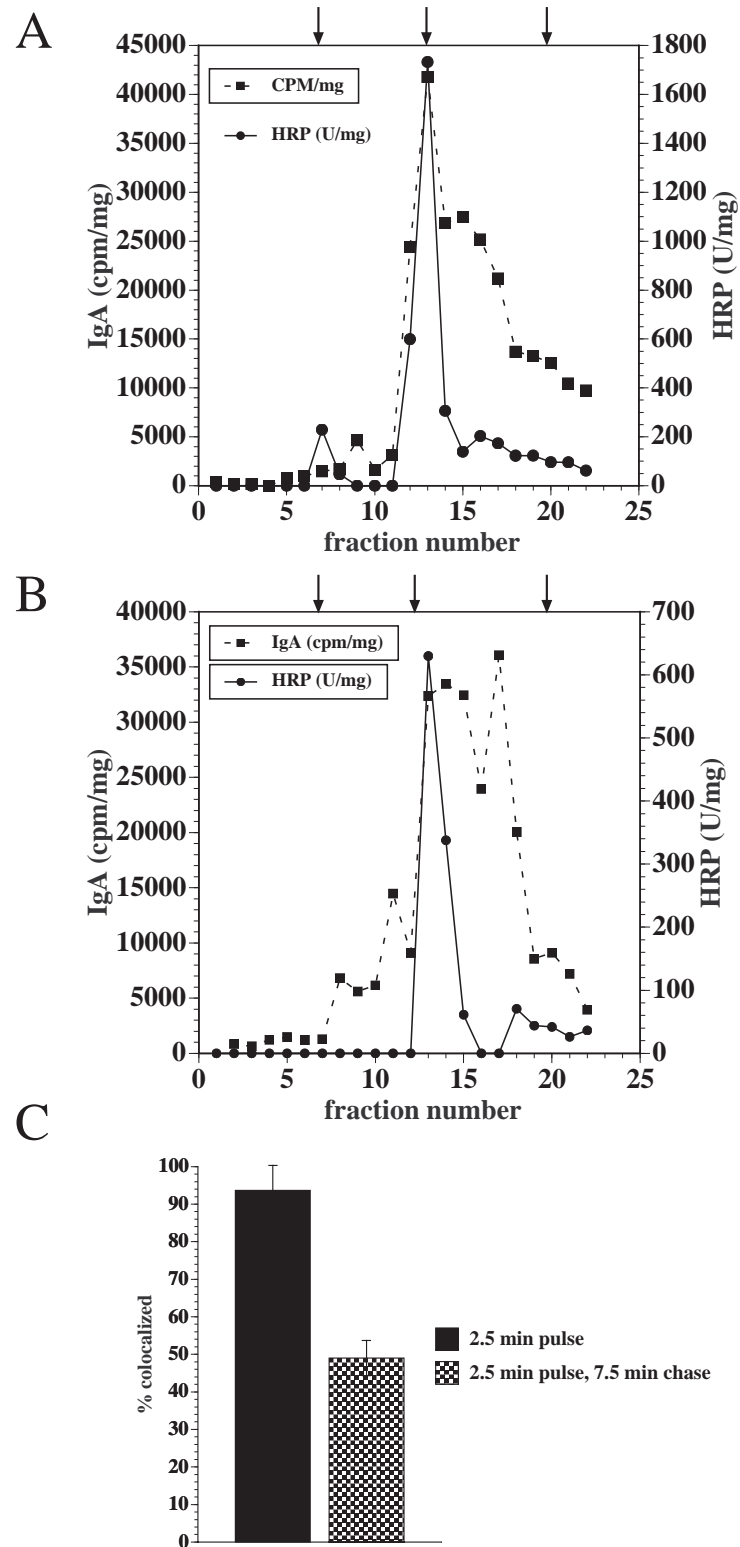 A
45000
40000
35000
30000
25000
20000
15000
10000
5000
0
IgA (cpm/mg)
CPM/mg
HRP (U/mg)
1800
1600
1400
1200
1000
800
600
400
200
0
HRP (U/mg)
0 5 10 15 20 25
fraction number
B
40000
35000
30000
25000
20000
15000
10000
5000
0
IgA (cpm/mg)
IgA (cpm/mg)
HRP (U/mg)
700
600
500
400
300
200
100
0
HRP (U/mg)
0 5 10 15 20 25
fraction number
C
100
90
80
70
60
50
40
30
20
10
0
% colocalized
2.5 min pulse
2.5 min pulse, 7.5 min chase